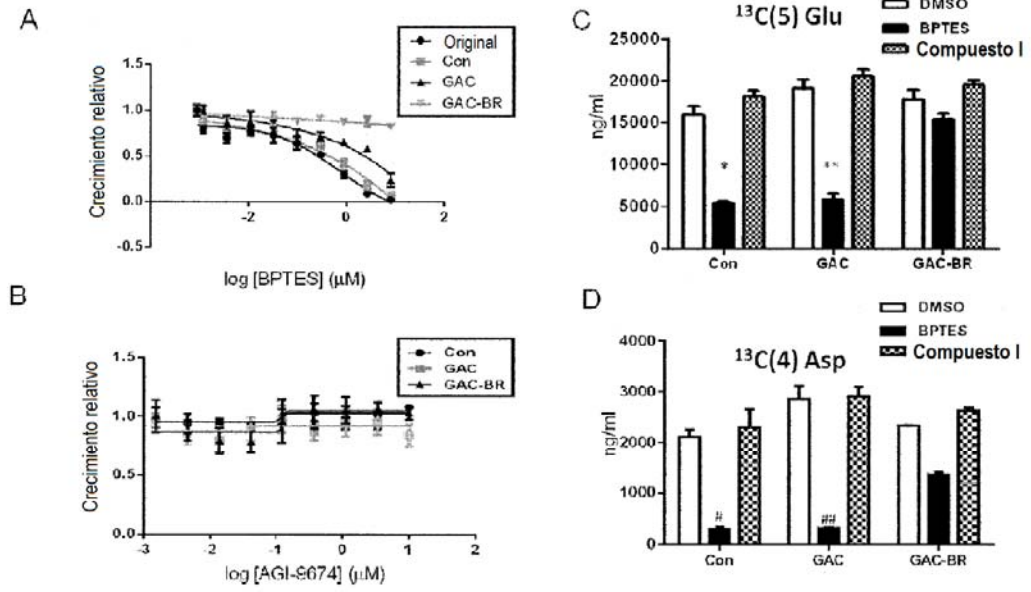 A
Original
Con
GAC
GAC-BR
Crecimiento relativo
1.5
1.0
0.5
0.0
-0.5
-2
0
2
log [BPTES] (μM)
B
Con
GAC
GAC-BR
Crecimiento relativo
1.5
1.0
0.5
0.0
-3
-2
-1
0
1
2
log [AGI-9674] (μM)
C
13C(5) Glu
DMSO
BPTES
Compuesto I
ng/ml
25000
20000
15000
10000
5000
0
*
**
Con
GAC
GAC-BR
D
13C(4) Asp
DMSO
BPTES
Compuesto I
ng/ml
4000
3000
2000
1000
0
#
##
Con
GAC
GAC-BR